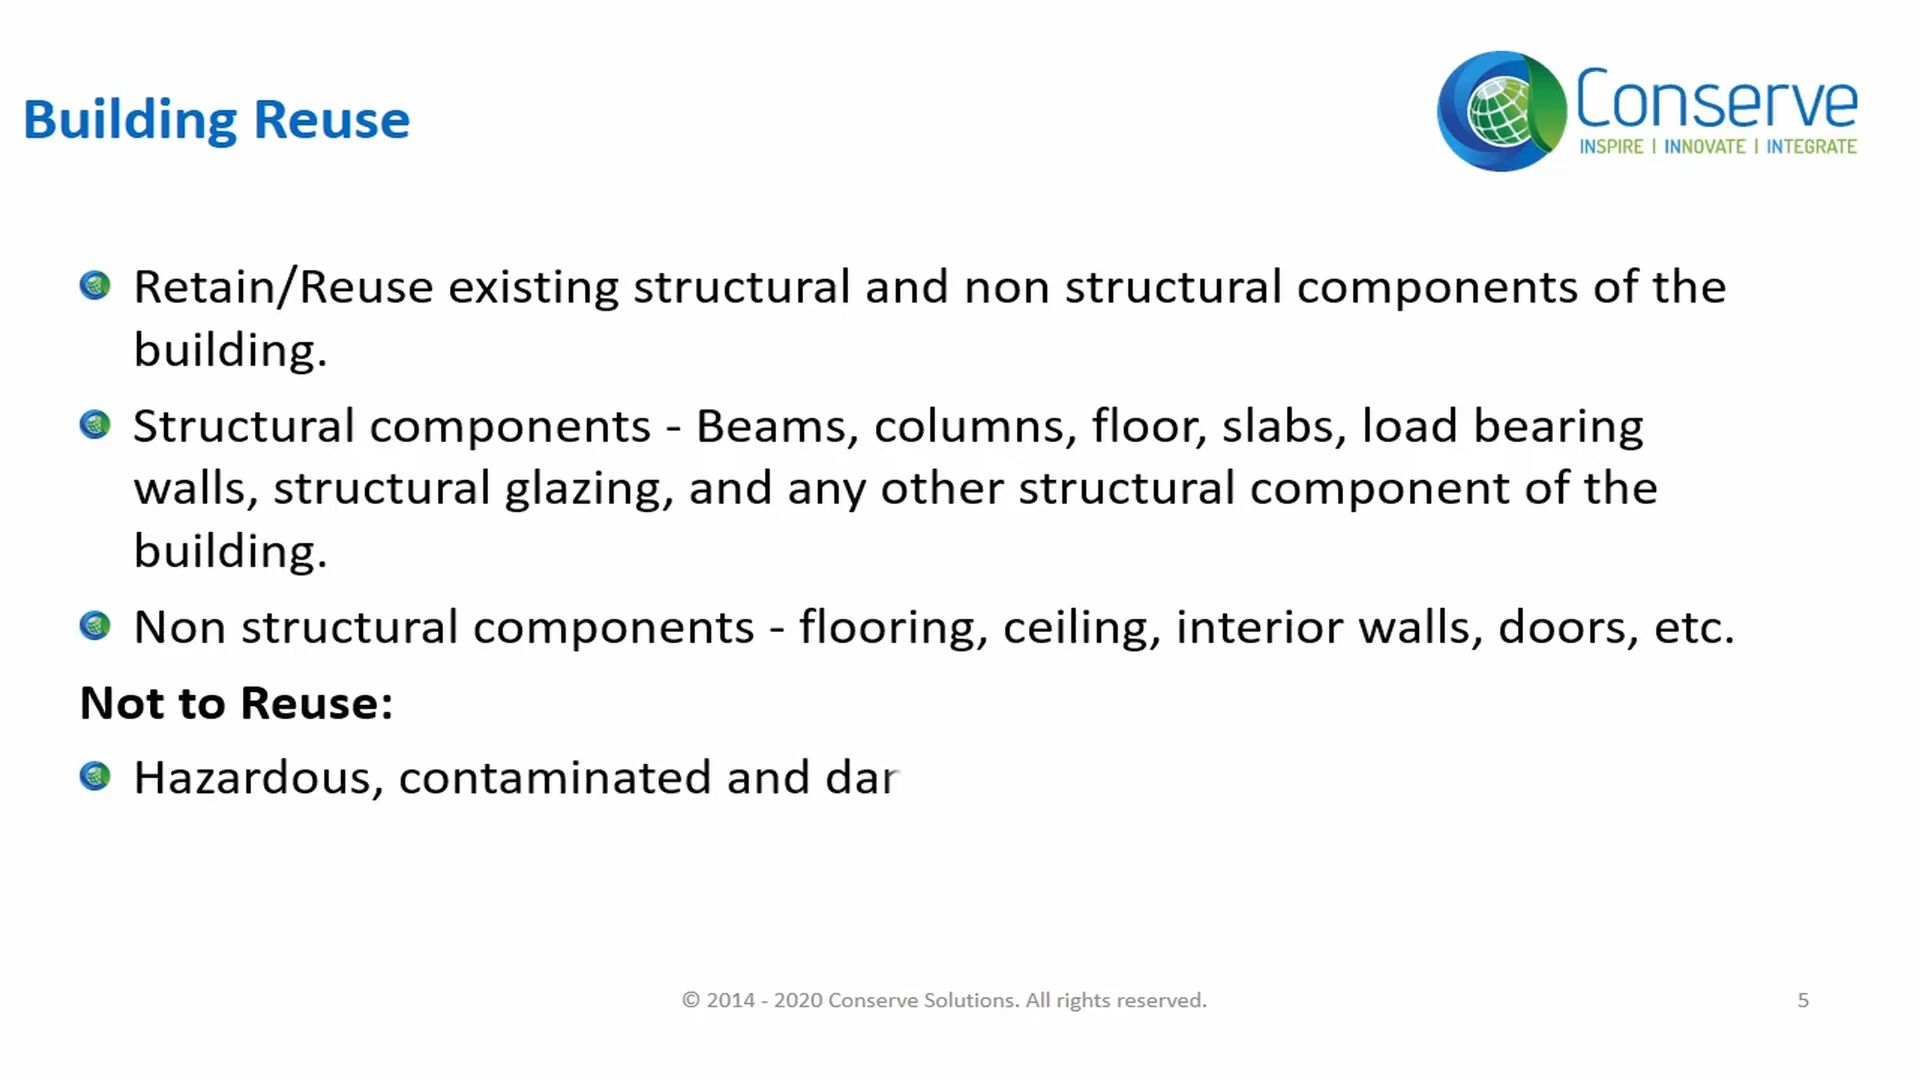 Building Reuse
Conserve
INSPIRE | INNOVATE | INTEGRATE
Retain/Reuse existing structural and non structural components of the
building.
Structural components - Beams, columns, floor, slabs, load bearing
walls, structural glazing, and any other structural component of the
building.
Non structural components - flooring, ceiling, interior walls, doors, etc.
Not to Reuse:
Hazardous, contaminated and
© 2014 - 2020 Conserve Solutions. All rights reserved.
5